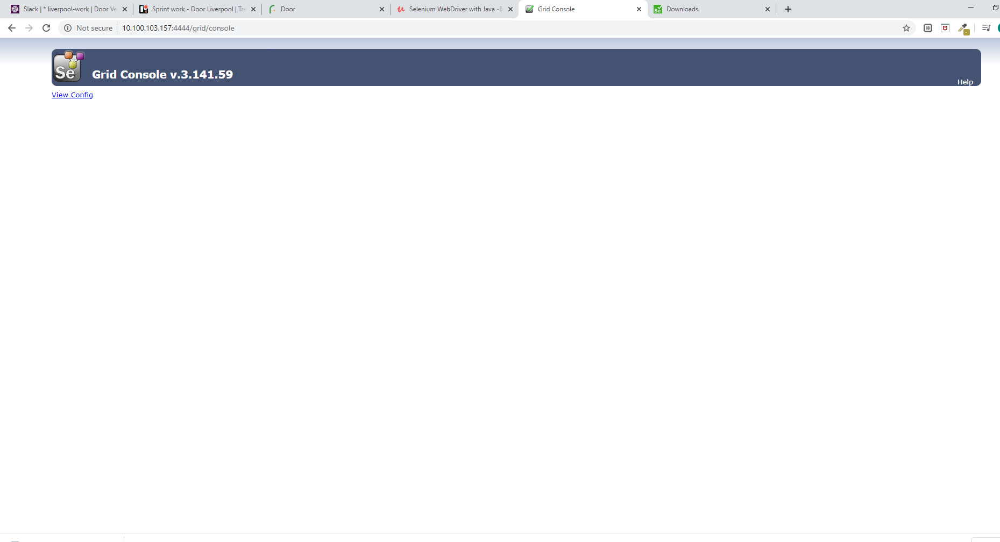 Slack | * liverpool-work | Door Ve
Sprint work - Door Liverpool | Tre
Door
Selenium WebDriver with Java -B
Grid Console
Downloads
Not secure
10.100.103.157:4444/grid/console
Se
Grid Console v.3.141.59
Help
View Config